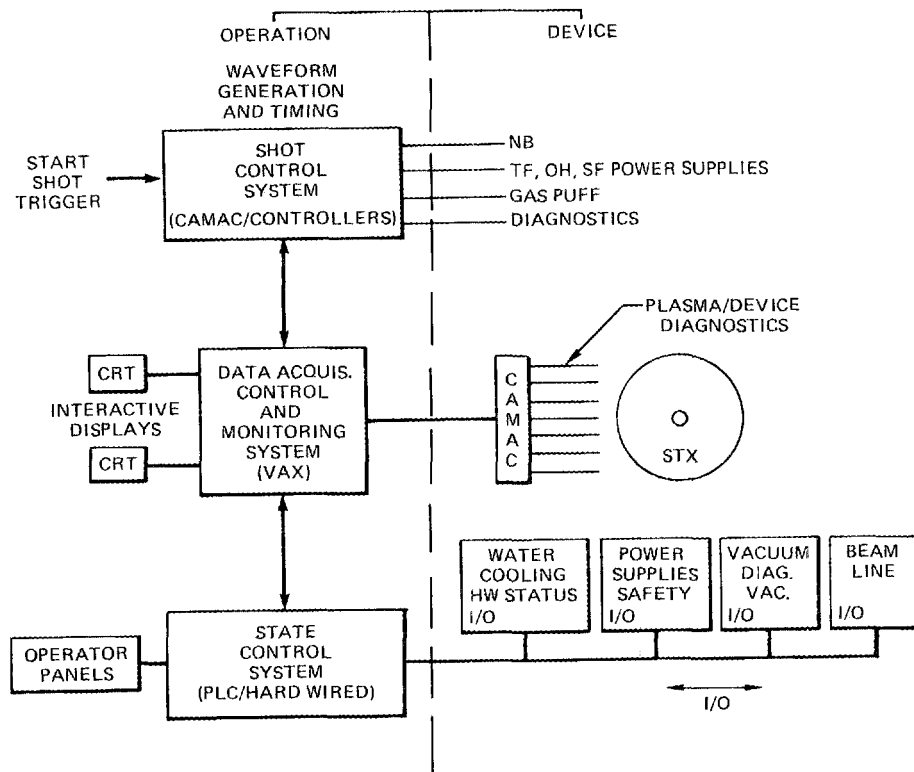 OPERATION
DEVICE
WAVEFORM
GENERATION
AND TIMING
START
SHOT
TRIGGER
SHOT
CONTROL
SYSTEM
(CAMAC/CONTROLLERS)
NB
TF, OH, SF POWER SUPPLIES
GAS PUFF
DIAGNOSTICS
PLASMA/DEVICE
DIAGNOSTICS
CRT
INTERACTIVE
DISPLAYS
CRT
DATA ACQUIS.
CONTROL
AND
MONITORING
SYSTEM
(VAX)
C
A
M
A
C
STX
WATER
COOLING
HW STATUS
I/O
POWER
SUPPLIES
SAFETY
I/O
VACUUM
DIAG.
VAC.
I/O
BEAM
LINE
I/O
OPERATOR
PANELS
STATE
CONTROL
SYSTEM
(PLC/HARD WIRED)
I/O